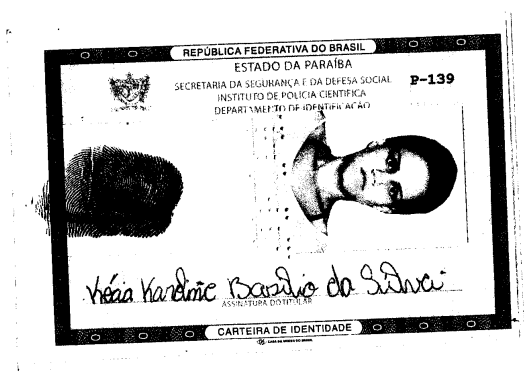 REPÚBLICA FEDERATIVA DO BRASIL
ESTADO DA PARAÍBA
SECRETARIA DA SEGURANÇA E DA DEFESA SOCIAL
P-139
INSTITUTO DE POLÍCIA CIENTÍFICA
DEPARTAMENTO DE IDENTIFICAÇÃO
Karoline Basílio da Silva
ASSINATURA DO TITULAR
CARTEIRA DE IDENTIDADE